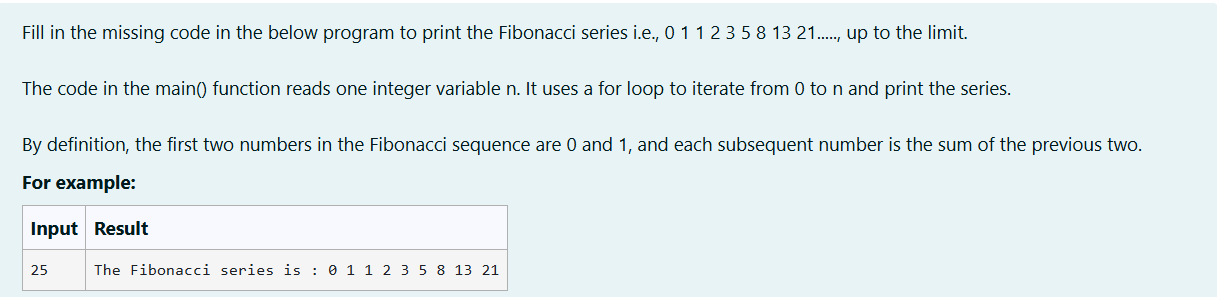 Fill in the missing code in the below program to print the Fibonacci series i.e., 0 1 1 2 3 5 8 13 21....., up to the limit.
The code in the main() function reads one integer variable n. It uses a for loop to iterate from 0 to n and print the series.
By definition, the first two numbers in the Fibonacci sequence are 0 and 1, and each subsequent number is the sum of the previous two.
For example:
Input Result
25 The Fibonacci series is : 0 1 1 2 3 5 8 13 21